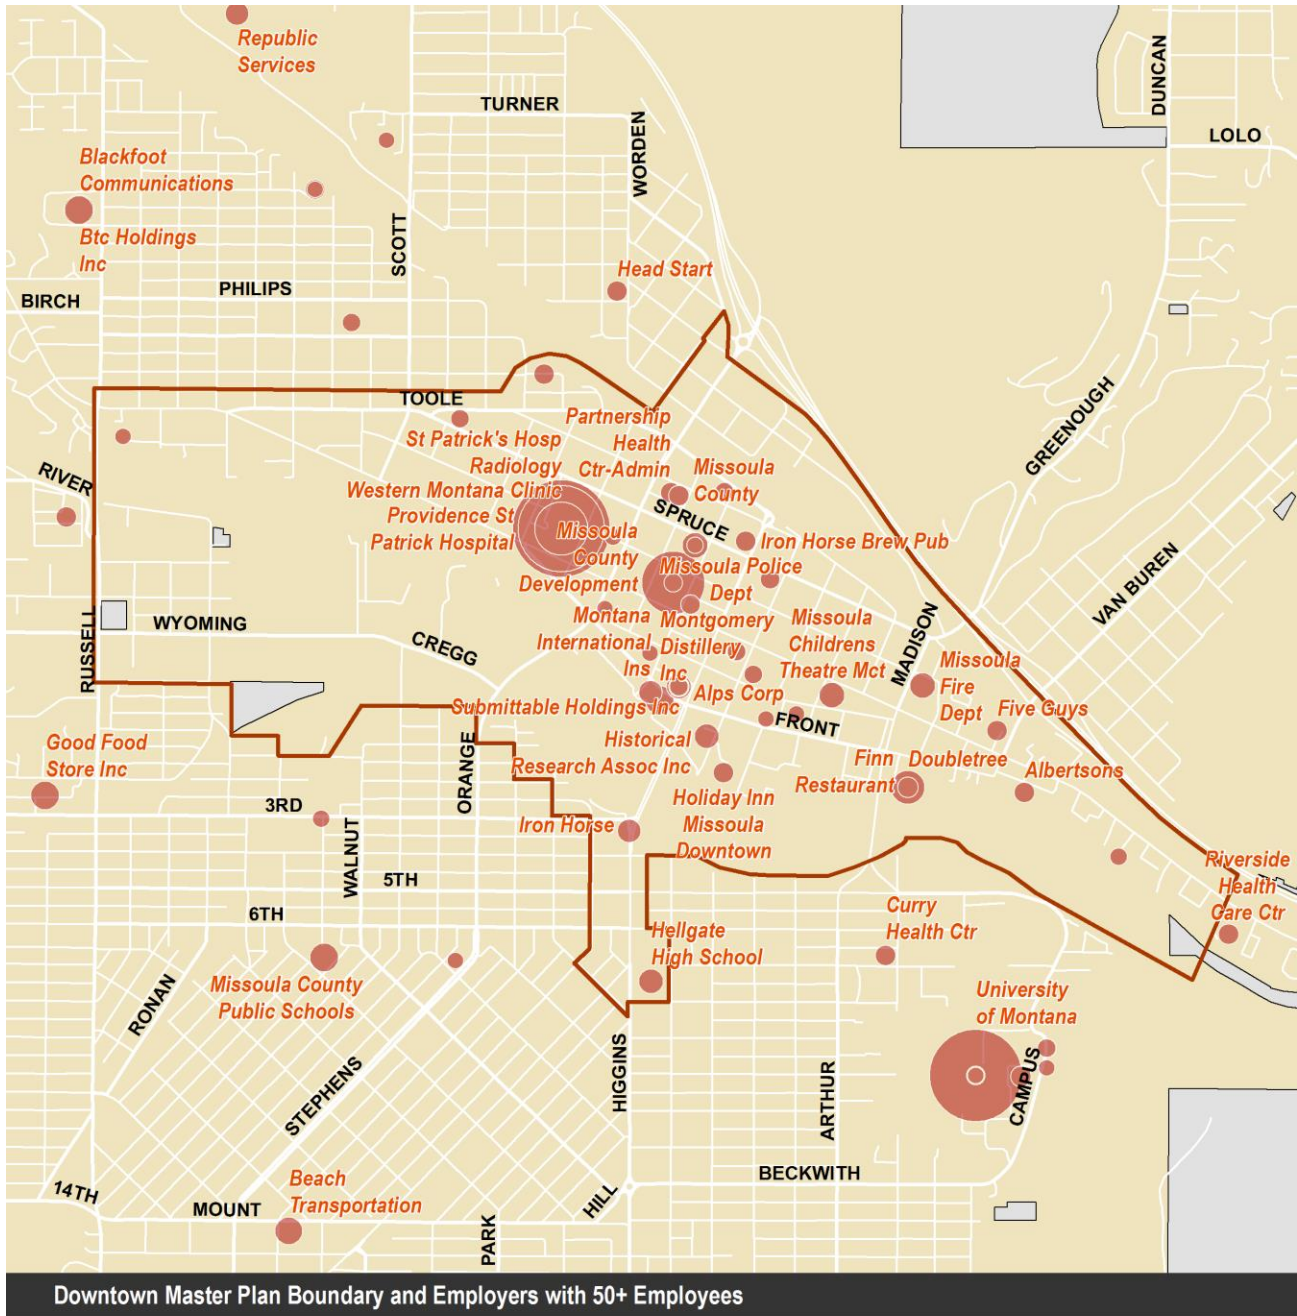 Republic
Services
TURNER
WORDEN
DUNCAN
LOLO
Blackfoot
Communications
Btc Holdings
Inc
SCOTT
Head Start
PHILIPS
BIRCH
TOOLE
GREENOUGH
Partnership
Health
Ctr-Admin
St Patrick's Hosp
Radiology
Western Montana Clinic
Providence St
Patrick Hospital
Missoula
County
RIVER
SPRUCE
Missoula
County
Development
Iron Horse Brew Pub
Missoula Police
Dept
VAN BUREN
RUSSELL
WYOMING
CREGG
Montana
International
Ins
Montgomery
Distillery
Inc
Missoula
Childrens
Theatre Mct
MADISON
Missoula
Fire
Dept
Alps Corp
Submittable Holdings Inc
FRONT
Five Guys
Good Food
Store Inc
ORANGE
Historical
Research Assoc Inc
Finn
Restaurant
Doubletree
Albertsons
3RD
Holiday Inn
Missoula
Downtown
Iron Horse
WALNUT
5TH
6TH
Riverside
Health
Care Ctr
Curry
Health Ctr
Hellgate
High School
Missoula County
Public Schools
RONAN
University
of Montana
STEPHENS
HIGGINS
ARTHUR
CAMPUS
BECKWITH
14TH
MOUNT
Beach
Transportation
PARK
HILL
Downtown Master Plan Boundary and Employers with 50+ Employees